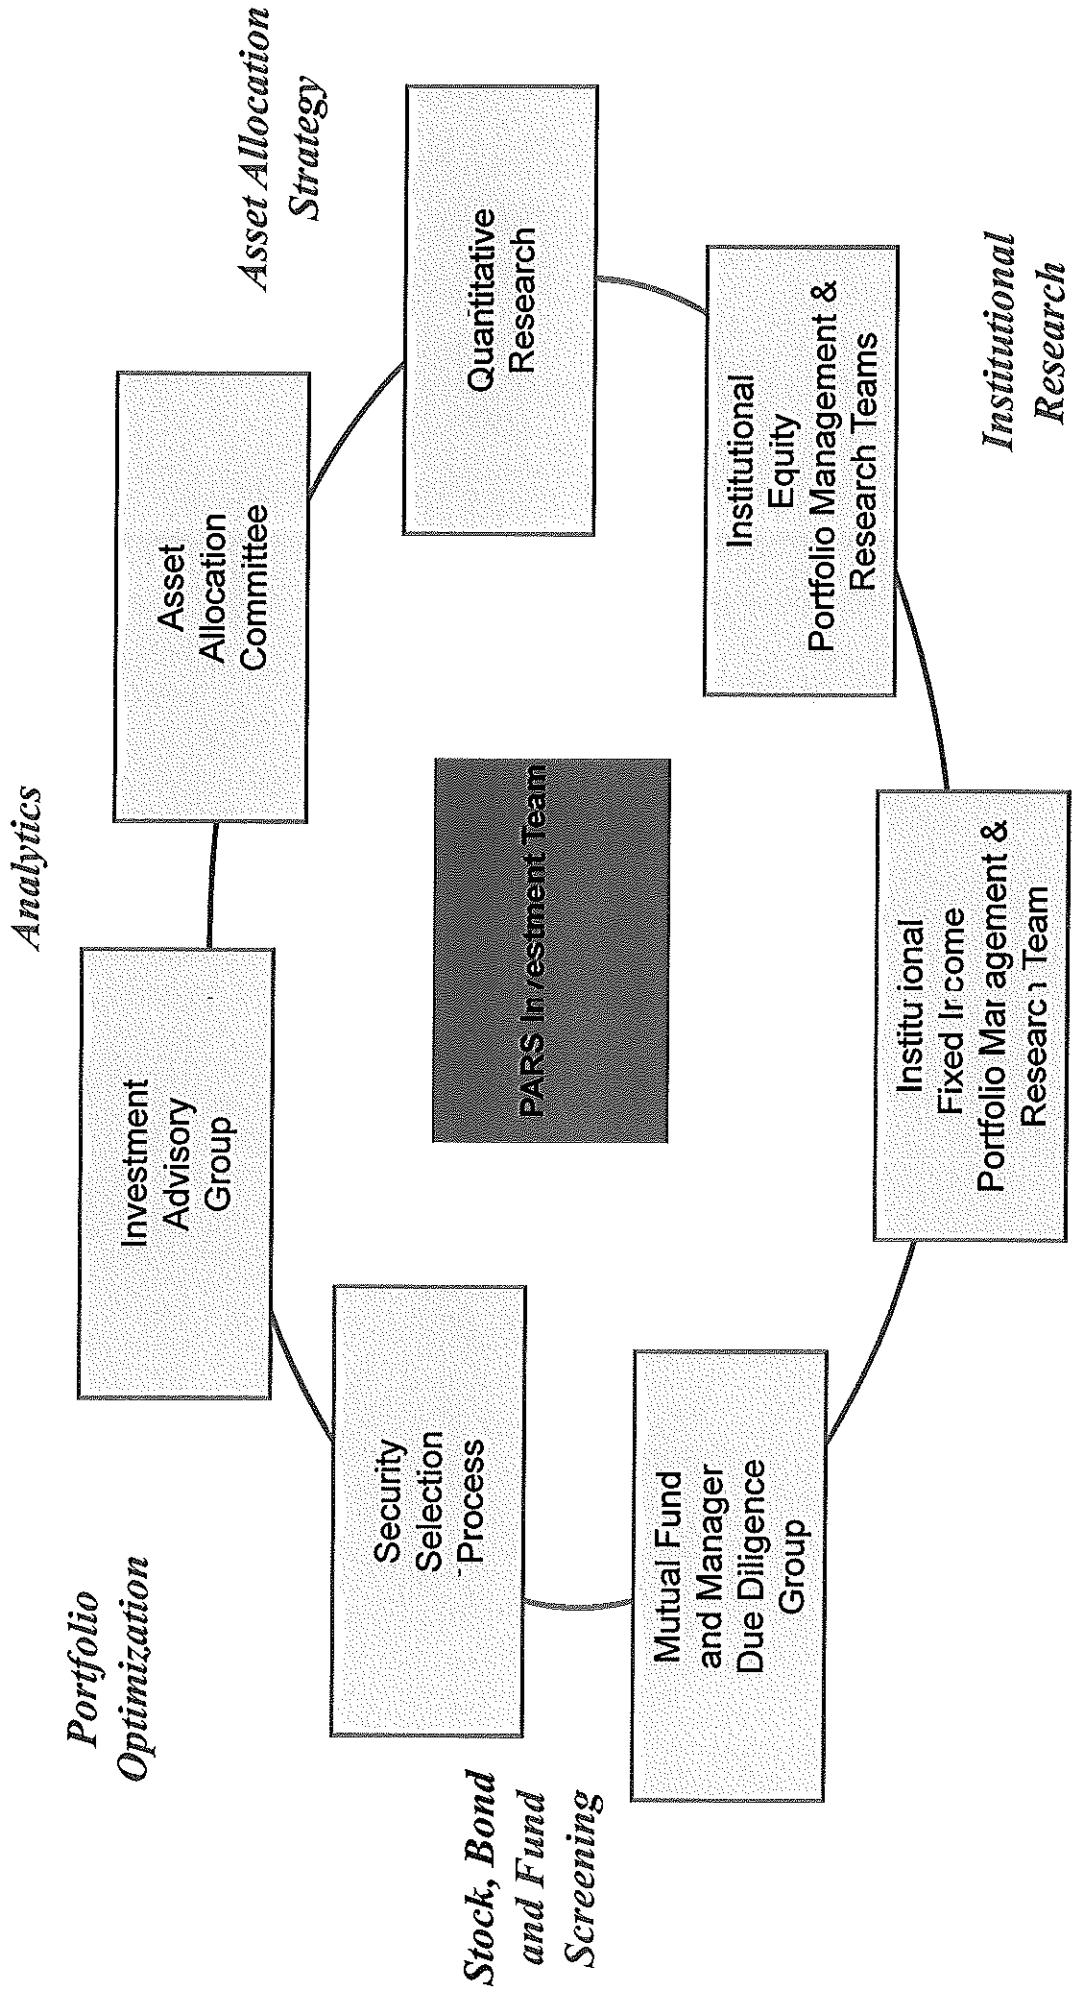 Analytics
Portfolio
Optimization
Asset Allocation
Strategy
Investment
Advisory
Group
Asset
Allocation
Committee
Security
Selection
Process
Quantitative
Research
Stock, Bond
and Fund
Screening
PARS Investment Team
Mutual Fund
and Manager
Due Diligence
Group
Institutional
Equity
Portfolio Management &
Research Teams
Institutional
Fixed Income
Portfolio Management &
Research Team
Institutional
Research